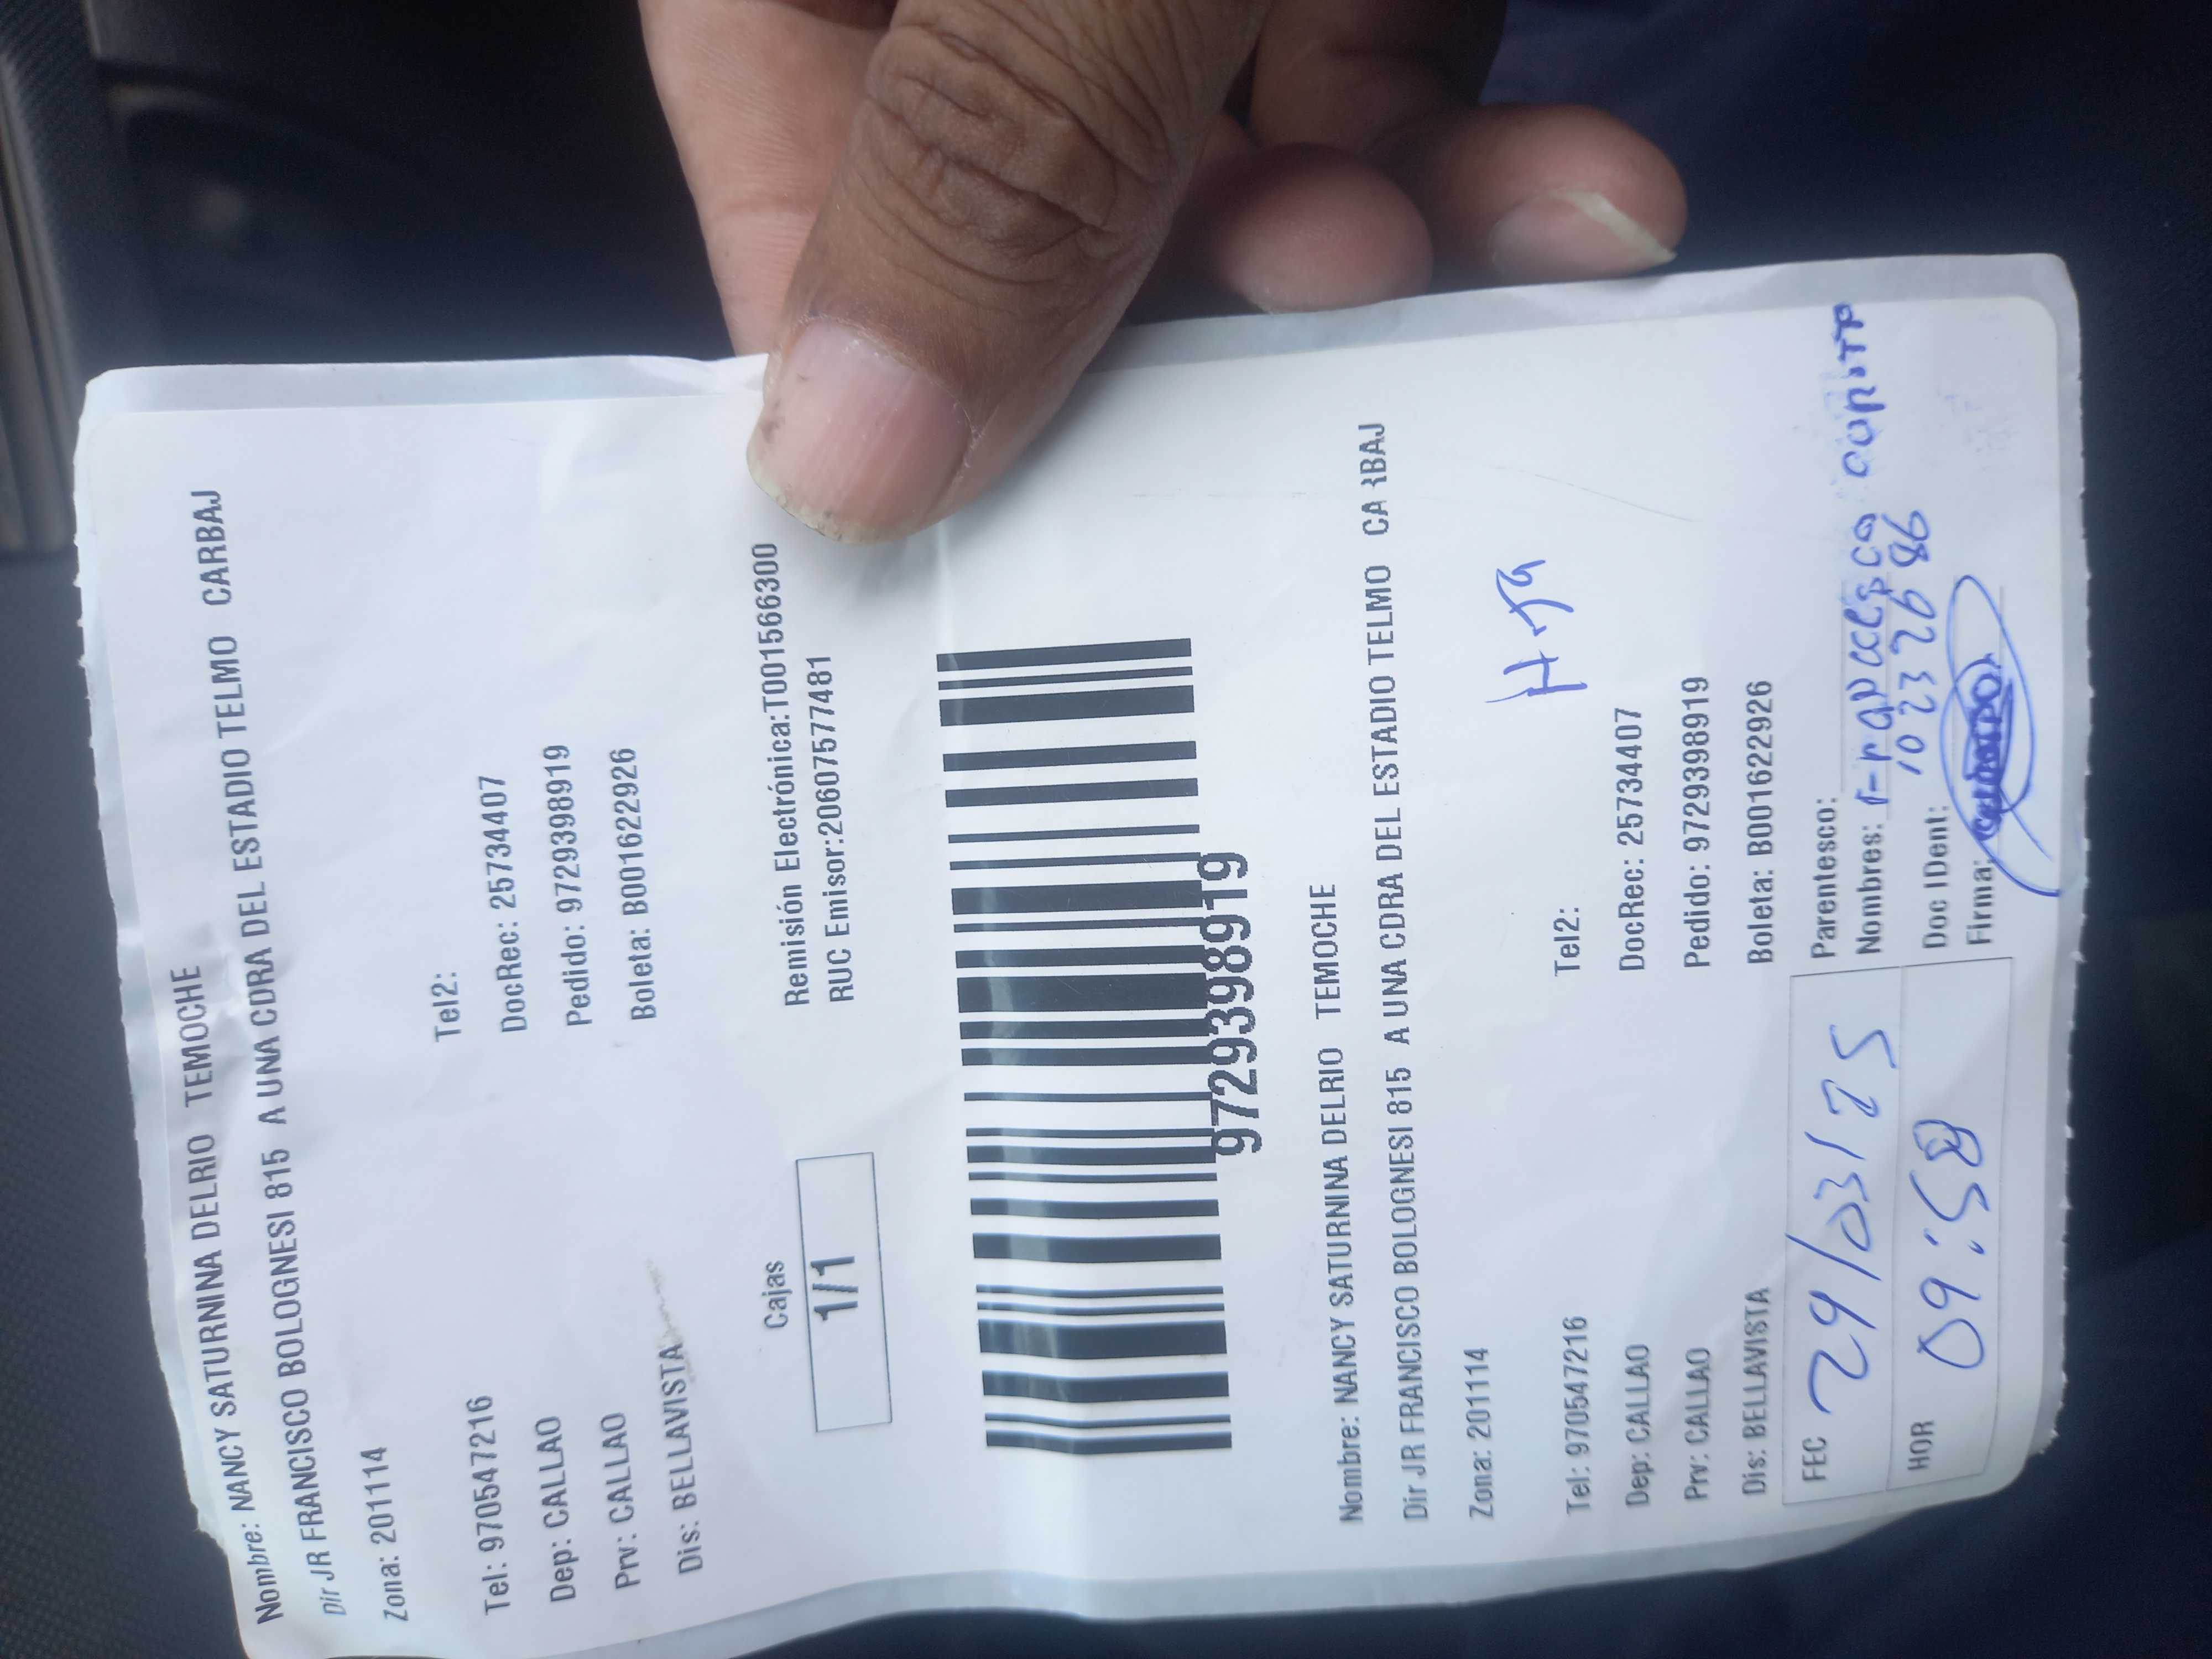 Nombre: NANCY SATURNINA DELRIO TEMOCHE
Dir JR FRANCISCO BOLOGNESI 815 A UNA CDRA DEL ESTADIO TELMO CARBAJ
Zona: 201114
Tel: 970547216 Tel2:
Dep: CALLAO DocRec: 25734407
Prv: CALLAO Pedido: 9729398919
Dis: BELLAVISTA Boleta: B001622926
Cajas
1/1
Remisión Electrónica:T001566300
RUC Emisor:20607577481
9729398919
Nombre: NANCY SATURNINA DELRIO TEMOCHE
Dir JR FRANCISCO BOLOGNESI 815 A UNA CDRA DEL ESTADIO TELMO CARBAJ
Zona: 201114
Tel: 970547216 Tel2:
Dep: CALLAO DocRec: 25734407
Prv: CALLAO Pedido: 9729398919
Dis: BELLAVISTA Boleta: B001622926
FEC 29/03/25
HOR 09:58
Parentesco:
Nombres:
Doc IDent: 10232686
Firma: